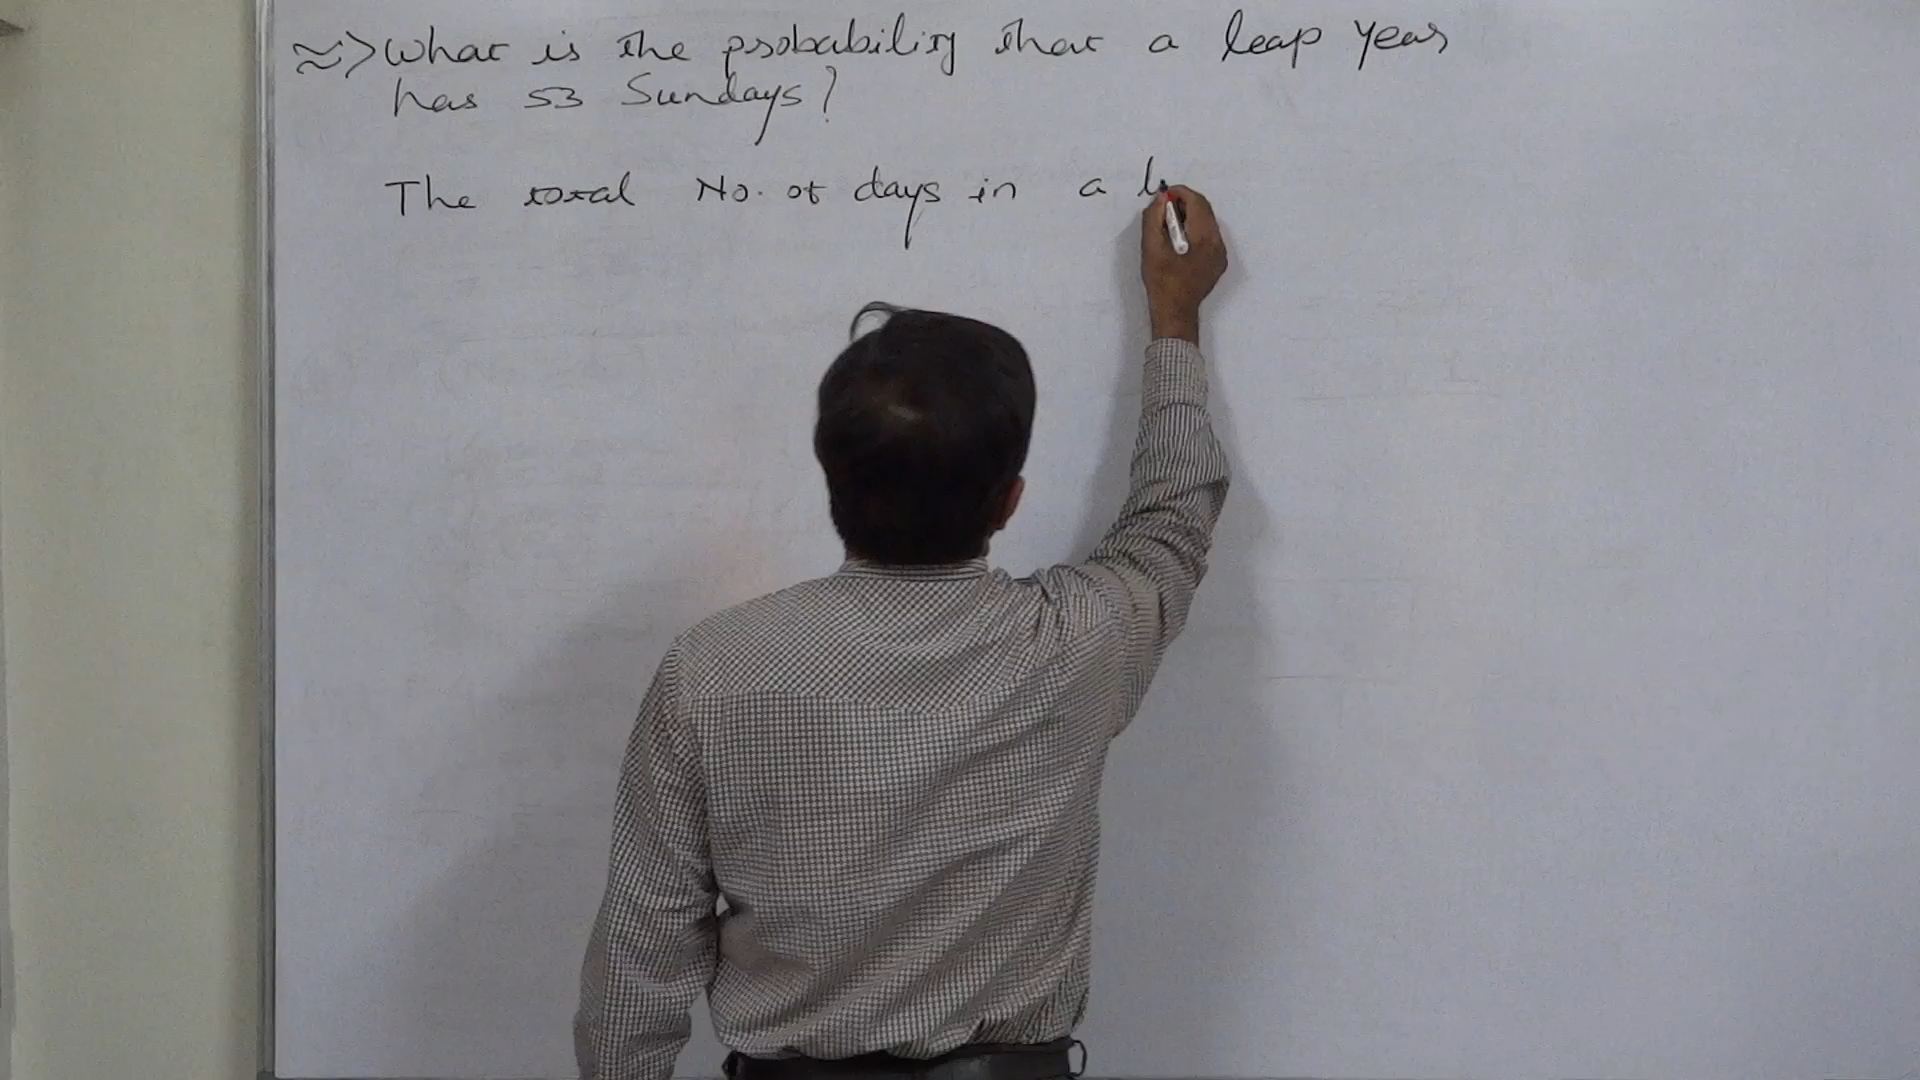 ≈> What is the probability that a leap year
has 53 Sundays?
The total No. of days in a l